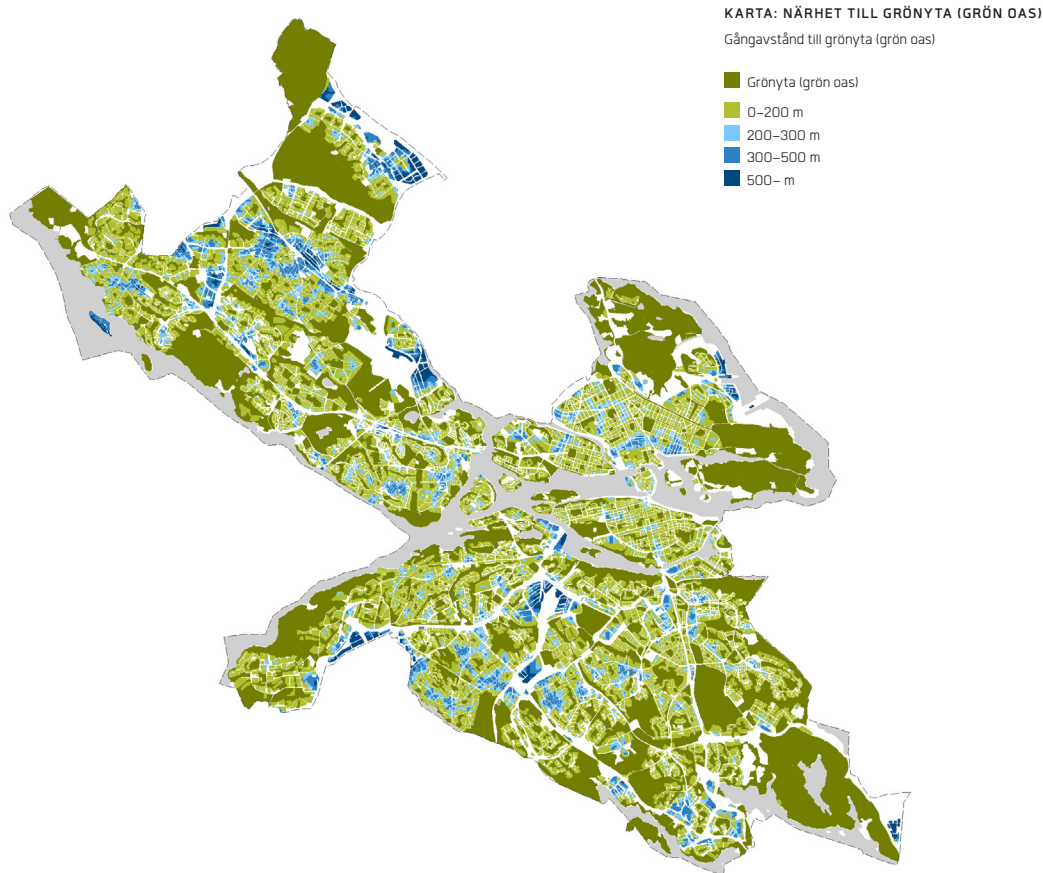 KARTA: NÄRHET TILL GRÖNYTA (GRÖN OAS)
Gångavstånd till grönyta (grön oas)
Grönyta (grön oas)
0–200 m
200–300 m
300–500 m
500– m